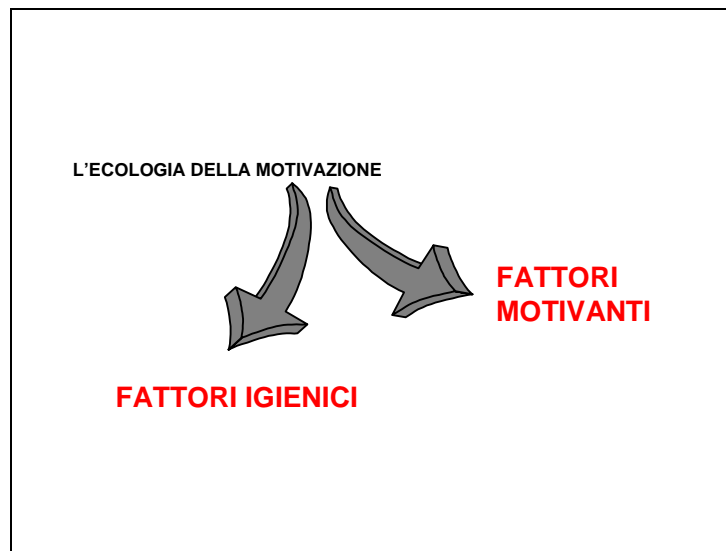 L'ECOLOGIA DELLA MOTIVAZIONE
FATTORI
MOTIVANTI
FATTORI IGIENICI